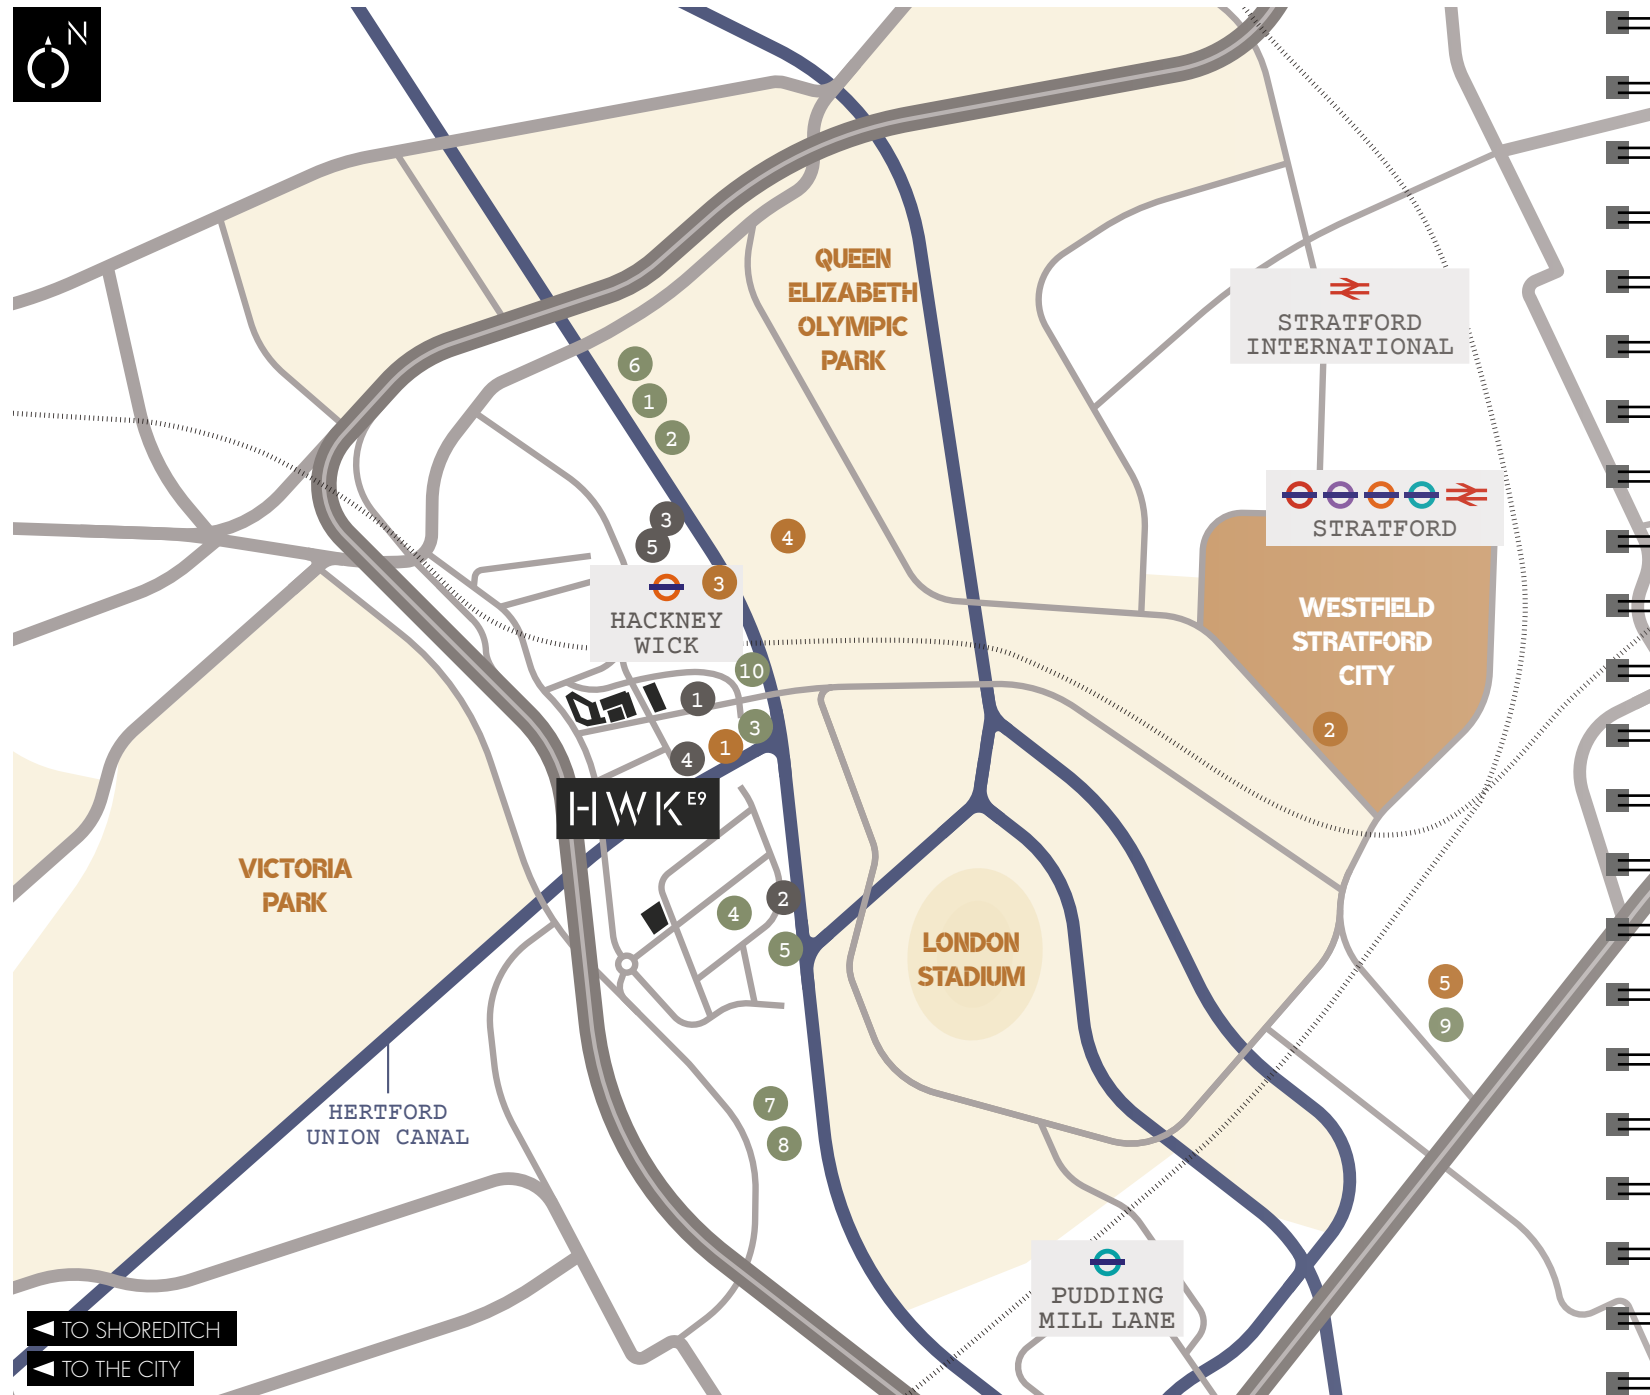 N
QUEEN
ELIZABETH
OLYMPIC
PARK
STRATFORD
INTERNATIONAL
6
1
2
STRATFORD
3
5
4
3
HACKNEY
WICK
WESTFIELD
STRATFORD
CITY
10
1
3
2
1
4
HWK E9
VICTORIA
PARK
2
4
5
LONDON
STADIUM
5
9
HERTFORD
UNION CANAL
7
8
PUDDING
MILL LANE
TO SHOREDITCH
TO THE CITY